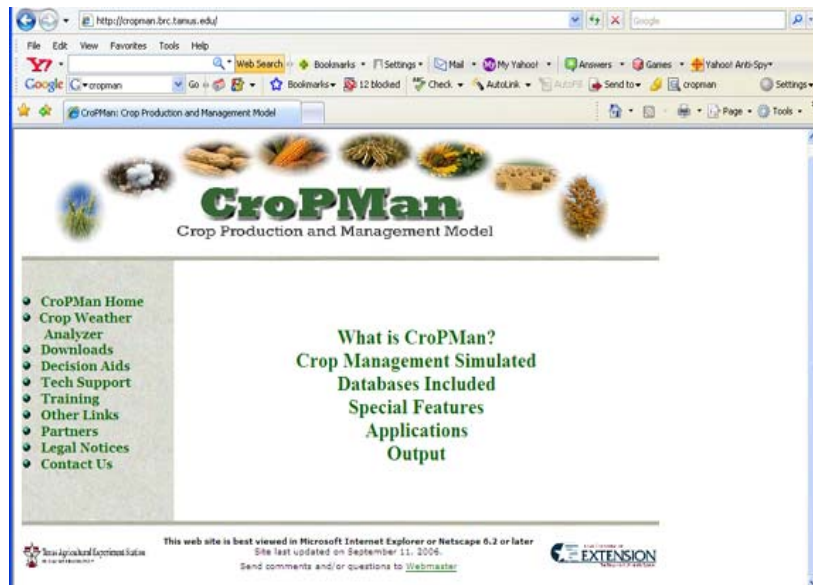 http://cropman.brc.tamus.edu/
Google
File Edit View Favorites Tools Help
Y7
Web Search
Bookmarks
Settings
Mail
My Yahoo!
Answers
Games
Yahoo! Anti-Spy
Google
G cropman
Go
Bookmarks
12 blocked
Check
AutoLink
AutoFill
Send to
cropman
Settings
CroPMan: Crop Production and Management Model
Page
Tools
CroPMan
Crop Production and Management Model
CroPMan Home
Crop Weather
Analyzer
Downloads
Decision Aids
Tech Support
Training
Other Links
Partners
Legal Notices
Contact Us
What is CroPMan?
Crop Management Simulated
Databases Included
Special Features
Applications
Output
Texas Agricultural Experiment Station
This web site is best viewed in Microsoft Internet Explorer or Netscape 6.2 or later
Site last updated on September 11, 2006.
Send comments and/or questions to Webmaster
EXTENSION